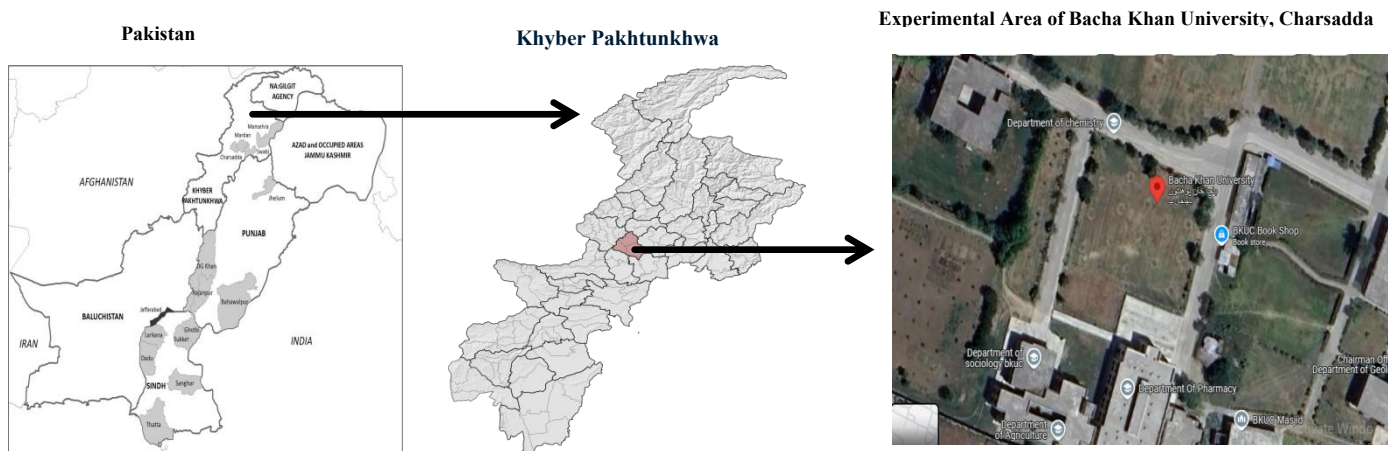 Pakistan
Khyber Pakhtunkhwa
Experimental Area of Bacha Khan University, Charsadda
NA:GILGIT
AGENCY
Mansehra
Mardan
Swabi
Charsadda
AZAD and OCCUPIED AREAS
JAMMU KASHMIR
AFGHANISTAN
KHYBER
PAKHTUNKHWA
Jhelum
PUNJAB
DG Khan
Rajanpur
Bahawalpur
Jaffarabad
BALUCHISTAN
Ghotki
Larkana
Sukker
IRAN
INDIA
Dadu
SINDH
Sanghar
Thatta
Department of chemistry
Bacha Khan University
BKUC Book Shop
Book store
Department of
sociology bkuc
Chairman Off
Department of Geol
Department Of Pharmacy
Department
of Agriculture
BKUC Masjid